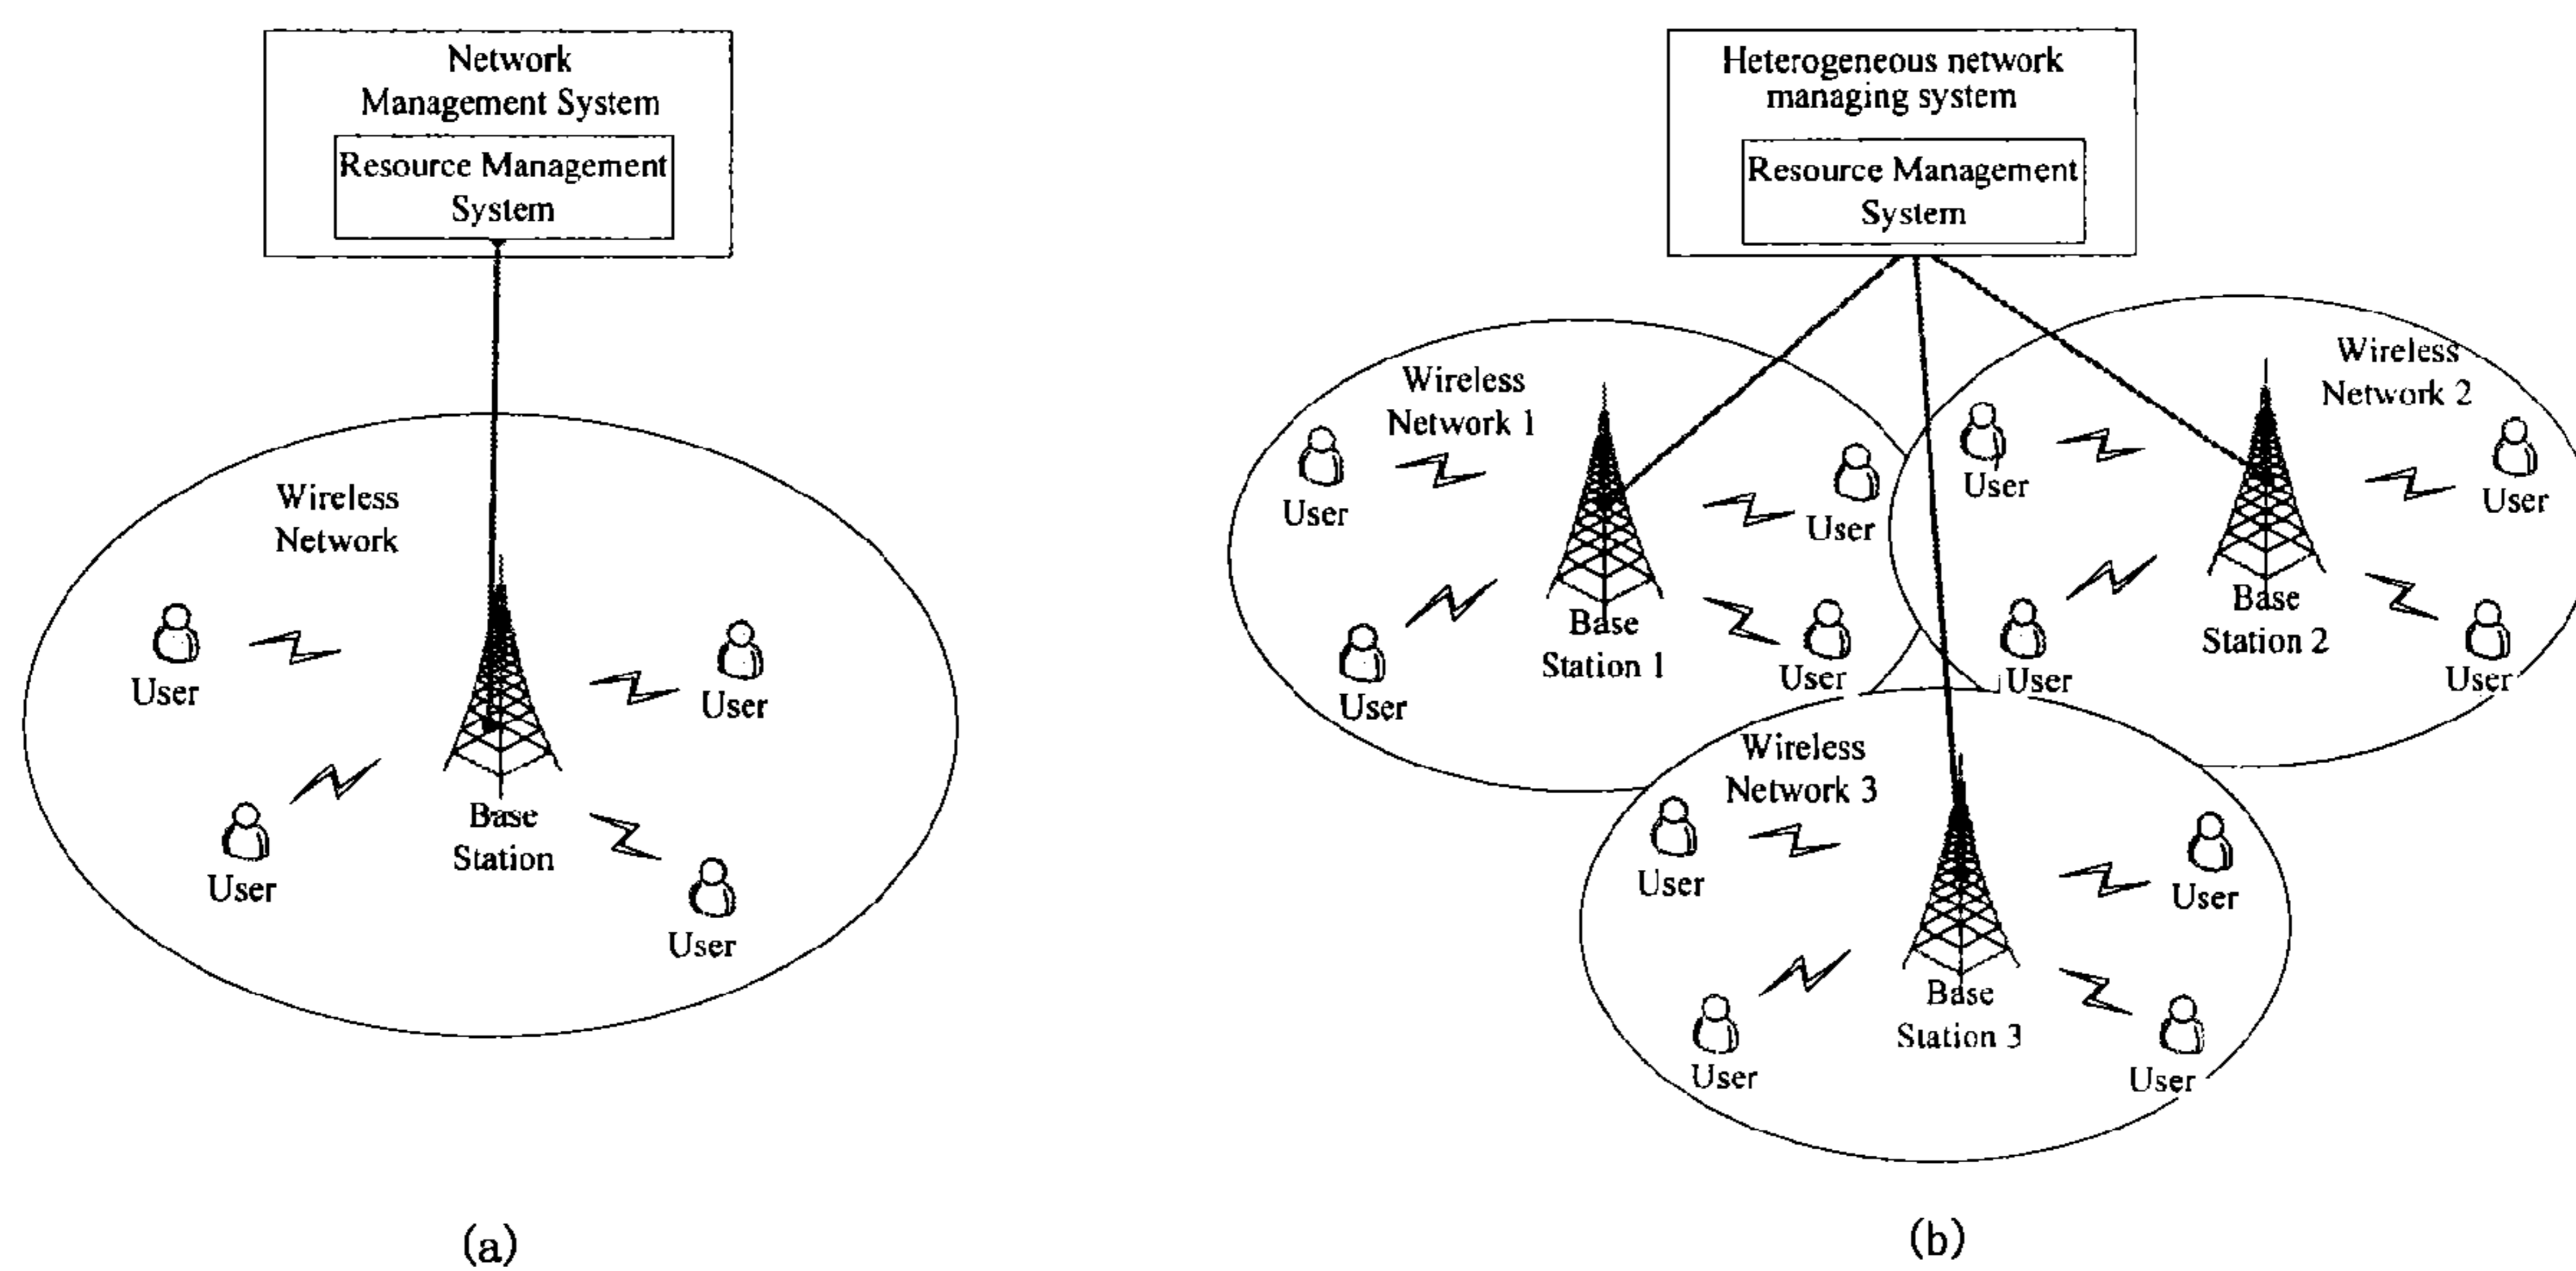 Network
Management System
Resource Management
System
Wireless
Network
User
User
User
User
Base
Station
(a)
Heterogeneous network
managing system
Resource Management
System
Wireless
Network 1
User
User
User
User
Base
Station 1
Wireless
Network 2
User
User
User
User
Base
Station 2
Wireless
Network 3
User
User
User
User
Base
Station 3
(b)